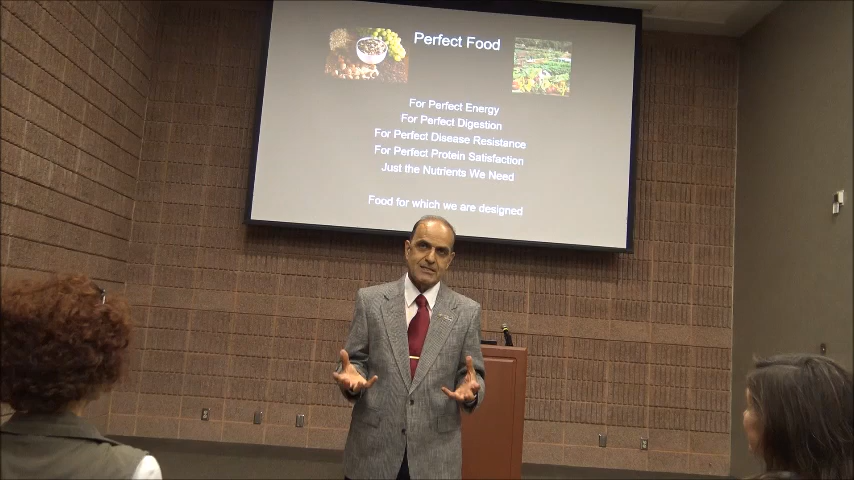 Perfect Food
For Perfect Energy
For Perfect Digestion
For Perfect Disease Resistance
For Perfect Protein Satisfaction
Just the Nutrients We Need
Food for which we are designed